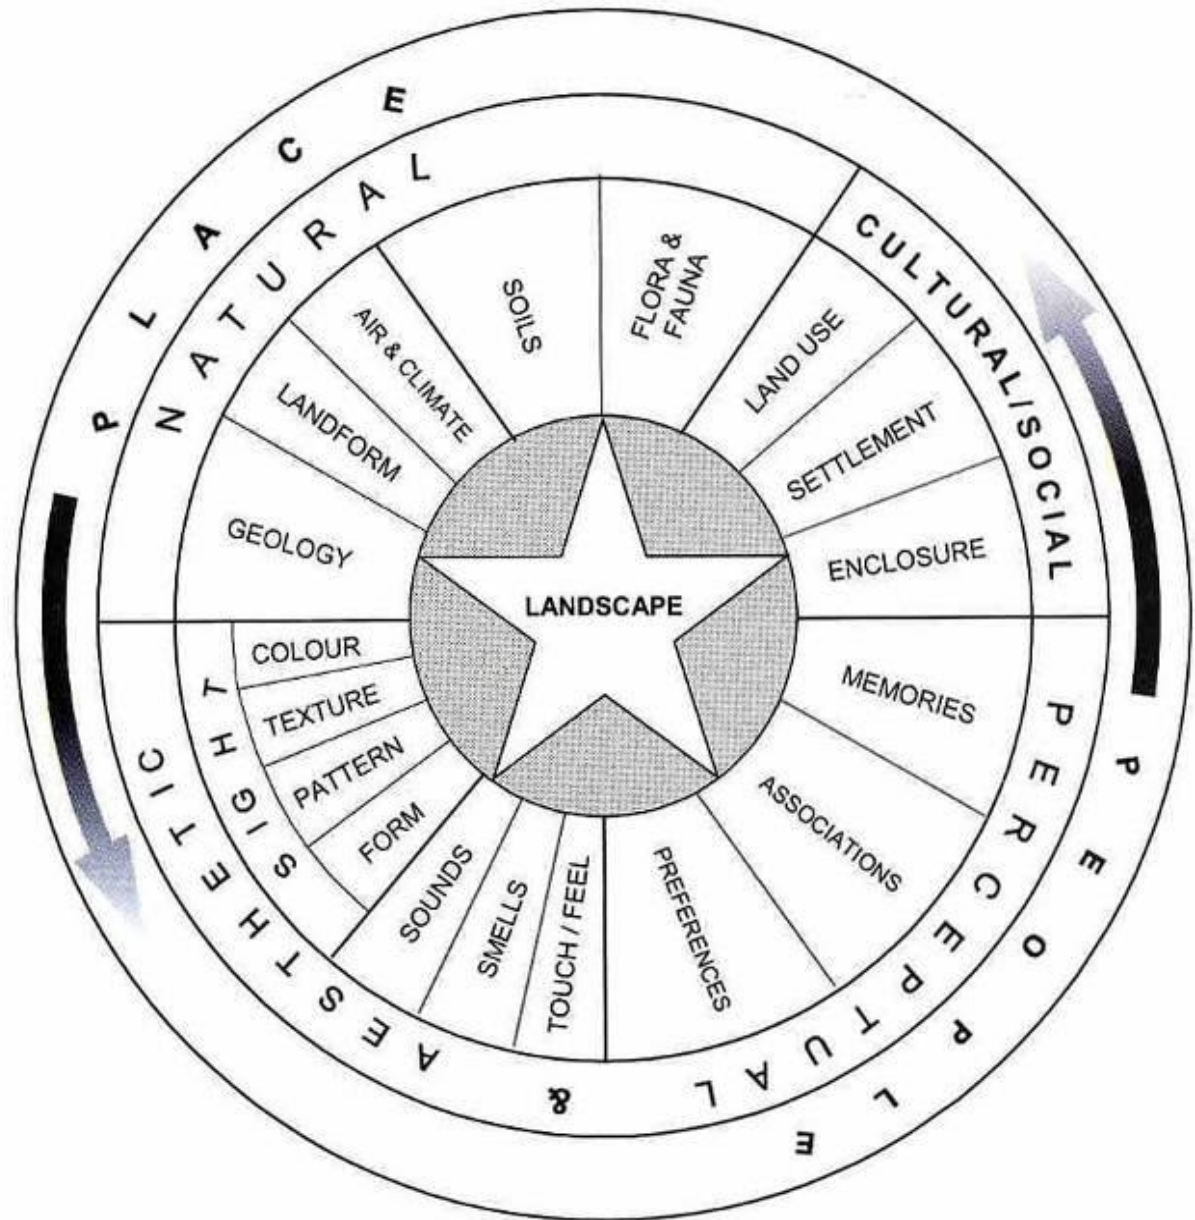 PLACE
NATURAL
CULTURAL/SOCIAL
GEOLOGY
LANDFORM
AIR & CLIMATE
SOILS
FLORA &
FAUNA
LAND USE
SETTLEMENT
ENCLOSURE
LANDSCAPE
MEMORIES
ASSOCIATIONS
PREFERENCES
TOUCH / FEEL
SMELLS
SOUNDS
SIGHT
FORM
PATTERN
TEXTURE
COLOUR
AESTHETIC & PERCEPTUAL
PEOPLE